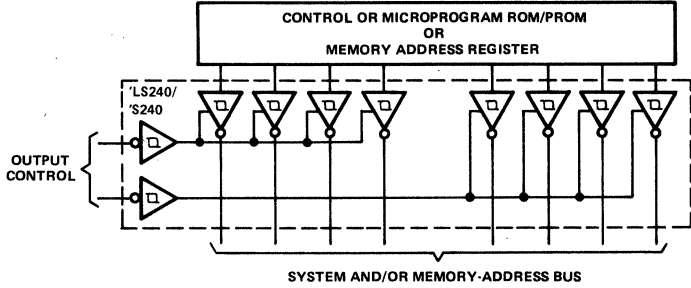 CONTROL OR MICROPROGRAM ROM/PROM
OR
MEMORY ADDRESS REGISTER
'LS240/
'S240
OUTPUT
CONTROL
SYSTEM AND/OR MEMORY-ADDRESS BUS